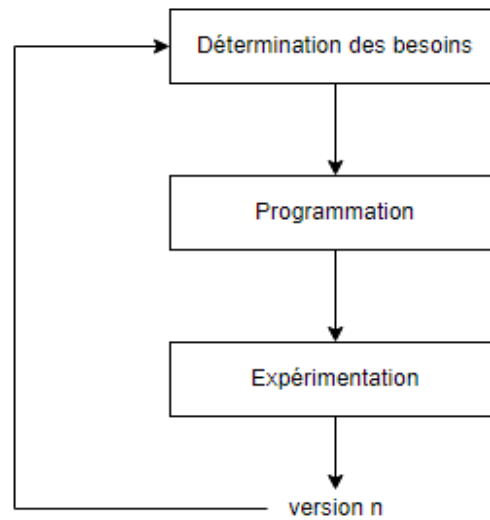 Détermination des besoins
Programmation
Expérimentation
version n